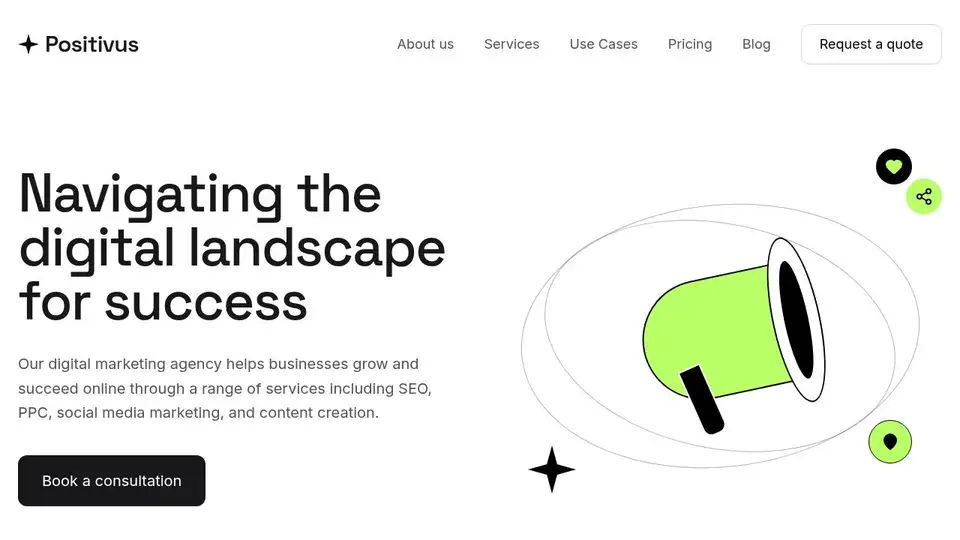 Positivus
About us
Services
Use Cases
Pricing
Blog
Request a quote
Navigating the
digital landscape
for success
Our digital marketing agency helps businesses grow and
succeed online through a range of services including SEO,
PPC, social media marketing, and content creation.
Book a consultation